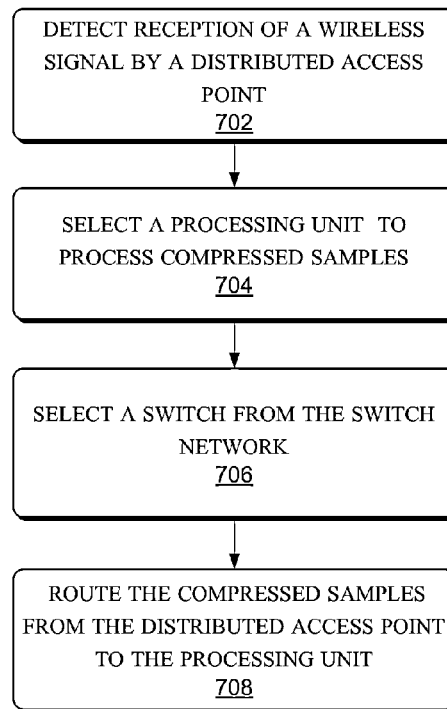 DETECT RECEPTION OF A WIRELESS
SIGNAL BY A DISTRIBUTED ACCESS
POINT
702
SELECT A PROCESSING UNIT TO
PROCESS COMPRESSED SAMPLES
704
SELECT A SWITCH FROM THE SWITCH
NETWORK
706
ROUTE THE COMPRESSED SAMPLES
FROM THE DISTRIBUTED ACCESS POINT
TO THE PROCESSING UNIT
708